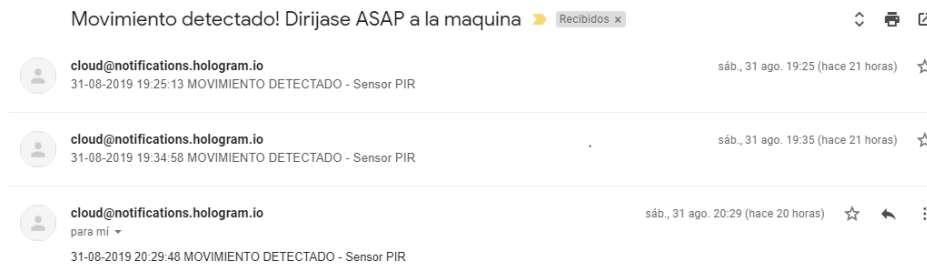 Movimiento detectado! Dirijase ASAP a la maquina Recibidos x
cloud@notifications.hologram.io sáb., 31 ago. 19:25 (hace 21 horas)
31-08-2019 19:25:13 MOVIMIENTO DETECTADO - Sensor PIR
cloud@notifications.hologram.io sáb., 31 ago. 19:35 (hace 21 horas)
31-08-2019 19:34:58 MOVIMIENTO DETECTADO - Sensor PIR
cloud@notifications.hologram.io sáb., 31 ago. 20:29 (hace 20 horas)
para mí
31-08-2019 20:29:48 MOVIMIENTO DETECTADO - Sensor PIR